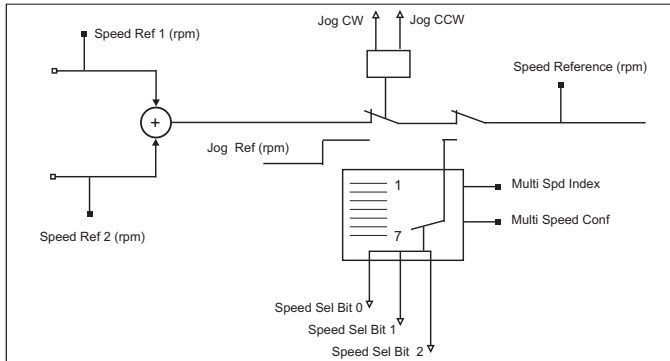 Jog CW
Jog CCW
Speed Ref 1 (rpm)
Speed Reference (rpm)
+
Jog Ref (rpm)
1
Multi Spd Index
Multi Speed Conf
7
Speed Ref 2 (rpm)
Speed Sel Bit 0
Speed Sel Bit 1
Speed Sel Bit 2